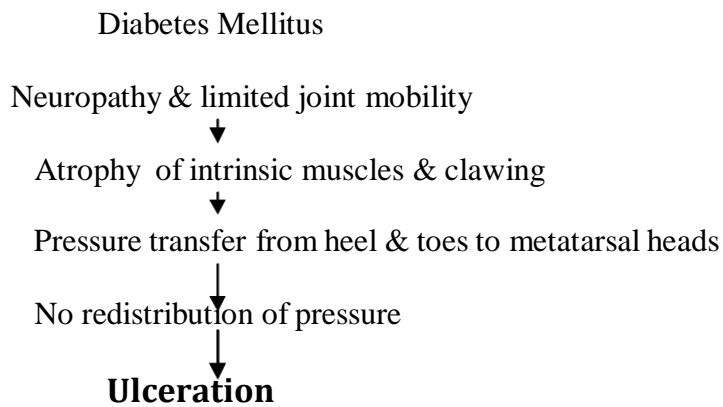 Diabetes Mellitus
Neuropathy & limited joint mobility
Atrophy of intrinsic muscles & clawing
Pressure transfer from heel & toes to metatarsal heads
No redistribution of pressure
Ulceration